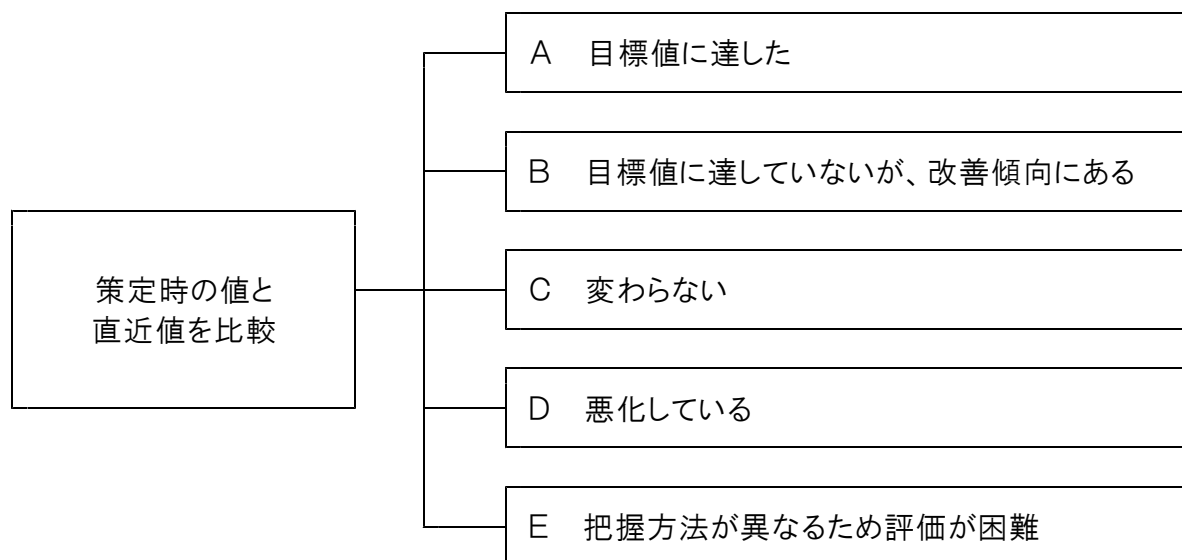 A 目標値に達した
B 目標値に達していないが、改善傾向にある
策定時の値と
直近値を比較
C 変わらない
D 悪化している
E 把握方法が異なるため評価が困難